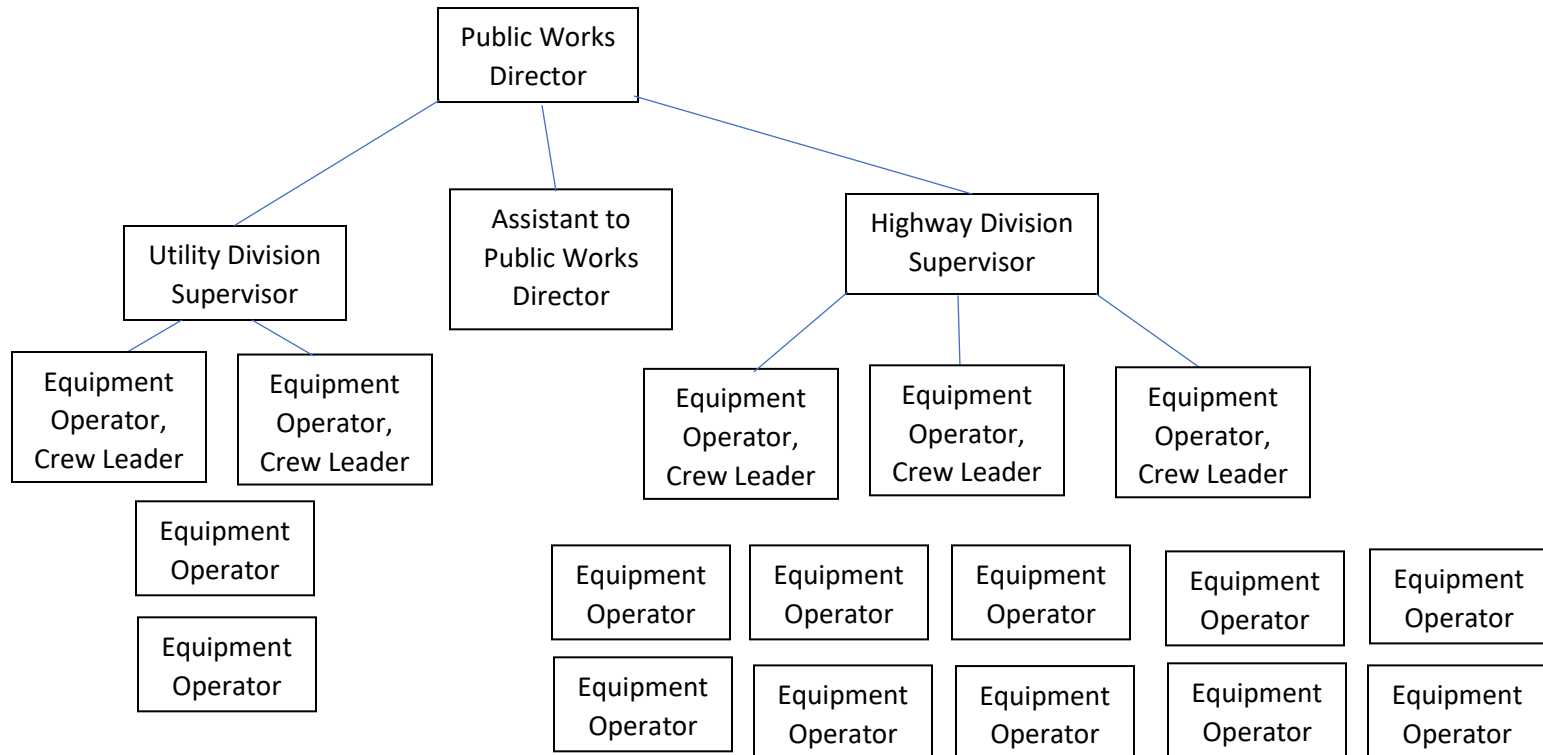 Public Works
Director
Assistant to
Public Works
Director
Utility Division
Supervisor
Highway Division
Supervisor
Equipment
Operator,
Crew Leader
Equipment
Operator,
Crew Leader
Equipment
Operator,
Crew Leader
Equipment
Operator,
Crew Leader
Equipment
Operator,
Crew Leader
Equipment
Operator
Equipment
Operator
Equipment
Operator
Equipment
Operator
Equipment
Operator
Equipment
Operator
Equipment
Operator
Equipment
Operator
Equipment
Operator
Equipment
Operator
Equipment
Operator
Equipment
Operator